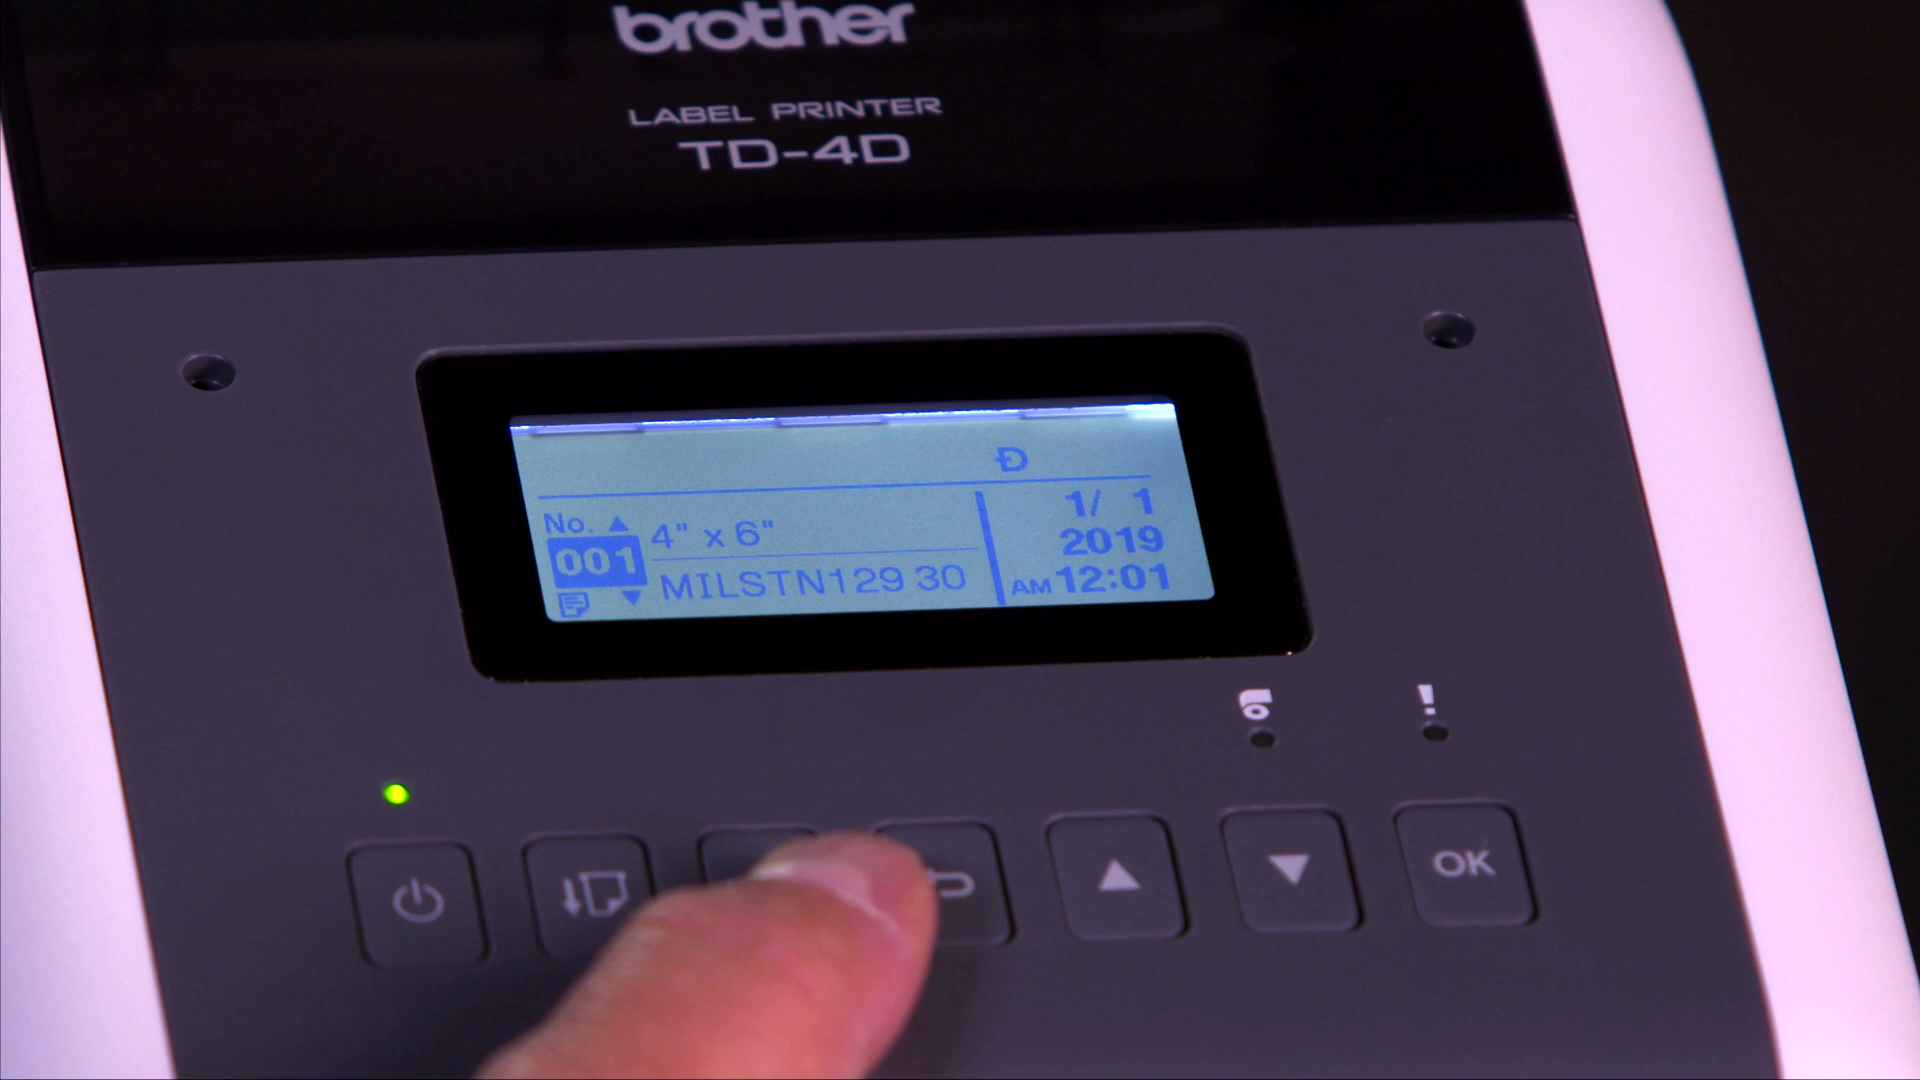 brother
LABEL PRINTER
TD-4D
D
No. ▲
001
▼
4" x 6"
MILSTN129 30
1/ 1
2019
AM 12:01
!
▲
▼
OK